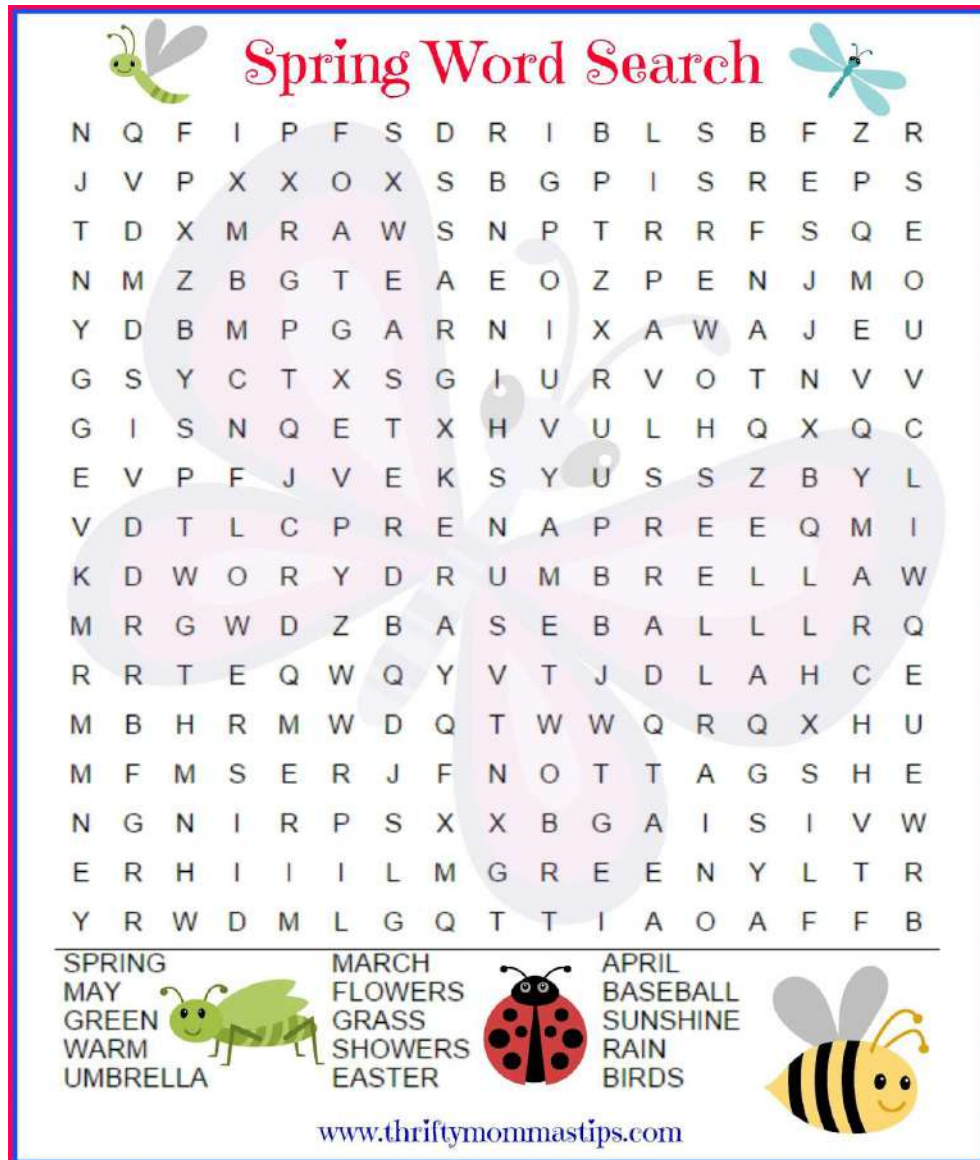 Spring Word Search
N Q F I P F S D R I B L S B F Z R
J V P X X O X S B G P I S R E P S
T D X M R A W S N P T R R F S Q E
N M Z B G T E A E O Z P E N J M O
Y D B M P G A R N I X A W A J E U
G S Y C T X S G I U R V O T N V V
G I S N Q E T X H V U L H Q X Q C
E V P F J V E K S Y U S S Z B Y L
V D T L C P R E N A P R E E Q M I
K D W O R Y D R U M B R E L L A W
M R G W D Z B A S E B A L L L R Q
R R T E Q W Q Y V T J D L A H C E
M B H R M W D Q T W W Q R Q X H U
M F M S E R J F N O T T A G S H E
N G N I R P S X X B G A I S I V W
E R H I I I L M G R E E N Y L T R
Y R W D M L G Q T T I A O A F F B
SPRING MARCH APRIL
MAY FLOWERS BASEBALL
GREEN GRASS SUNSHINE
WARM SHOWERS RAIN
UMBRELLA EASTER BIRDS
www.thriftymommastips.com